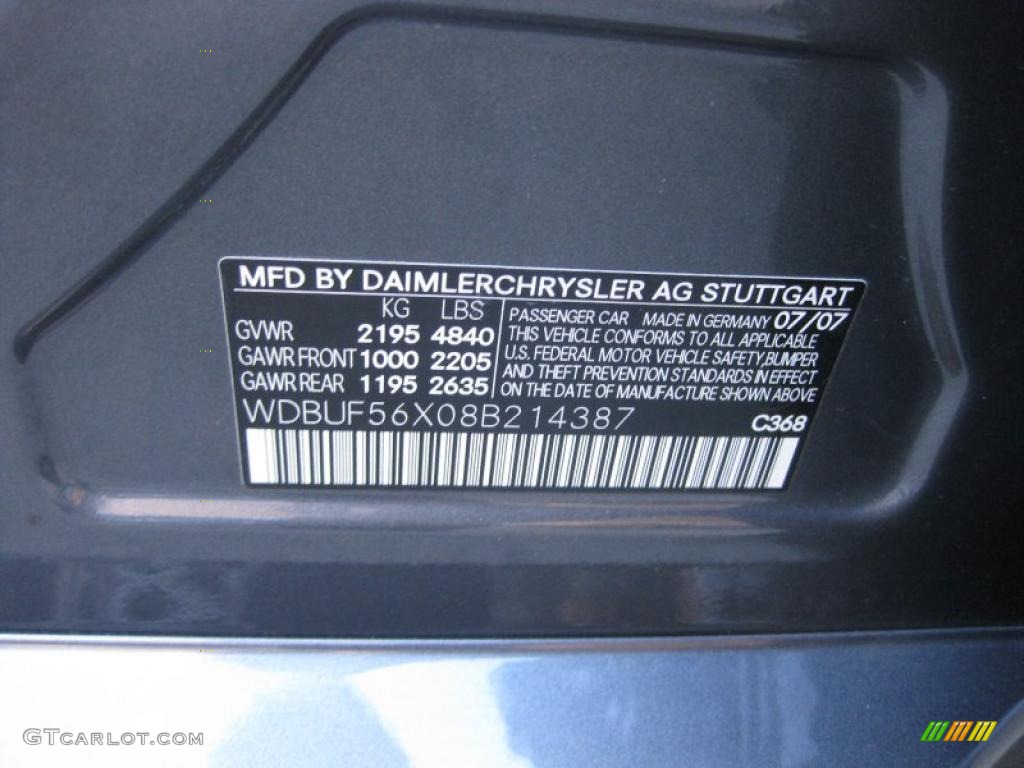 MFD BY DAIMLERCHRYSLER AG STUTTGART
KG LBS
GVWR 2195 4840
GAWR FRONT 1000 2205
GAWR REAR 1195 2635
PASSENGER CAR MADE IN GERMANY 07/07
THIS VEHICLE CONFORMS TO ALL APPLICABLE
U.S. FEDERAL MOTOR VEHICLE SAFETY,BUMPER
AND THEFT PREVENTION STANDARDS IN EFFECT
ON THE DATE OF MANUFACTURE SHOWN ABOVE
WDBUF56X08B214387
C368
GTCARLOT.COM